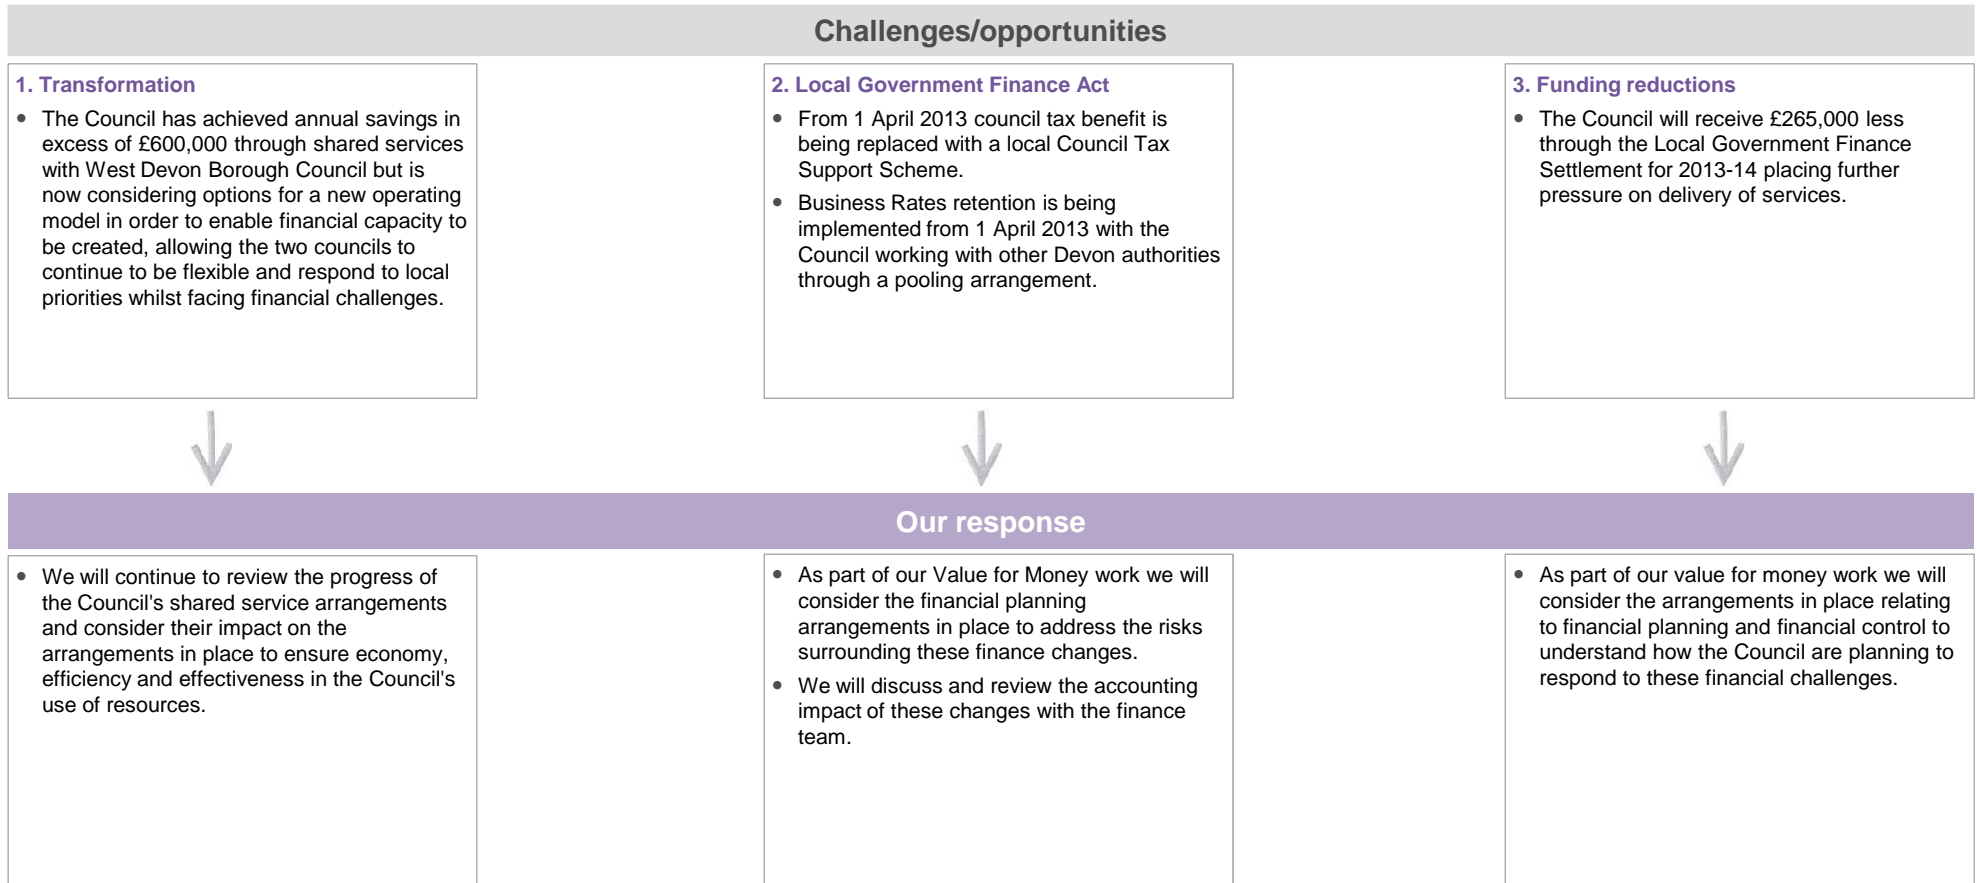 Challenges/opportunities
1. Transformation
• The Council has achieved annual savings in
excess of £600,000 through shared services
with West Devon Borough Council but is
now considering options for a new operating
model in order to enable financial capacity to
be created, allowing the two councils to
continue to be flexible and respond to local
priorities whilst facing financial challenges.
2. Local Government Finance Act
• From 1 April 2013 council tax benefit is
being replaced with a local Council Tax
Support Scheme.
• Business Rates retention is being
implemented from 1 April 2013 with the
Council working with other Devon authorities
through a pooling arrangement.
3. Funding reductions
• The Council will receive £265,000 less
through the Local Government Finance
Settlement for 2013-14 placing further
pressure on delivery of services.
Our response
• We will continue to review the progress of
the Council's shared service arrangements
and consider their impact on the
arrangements in place to ensure economy,
efficiency and effectiveness in the Council's
use of resources.
• As part of our Value for Money work we will
consider the financial planning
arrangements in place to address the risks
surrounding these finance changes.
• We will discuss and review the accounting
impact of these changes with the finance
team.
• As part of our value for money work we will
consider the arrangements in place relating
to financial planning and financial control to
understand how the Council are planning to
respond to these financial challenges.